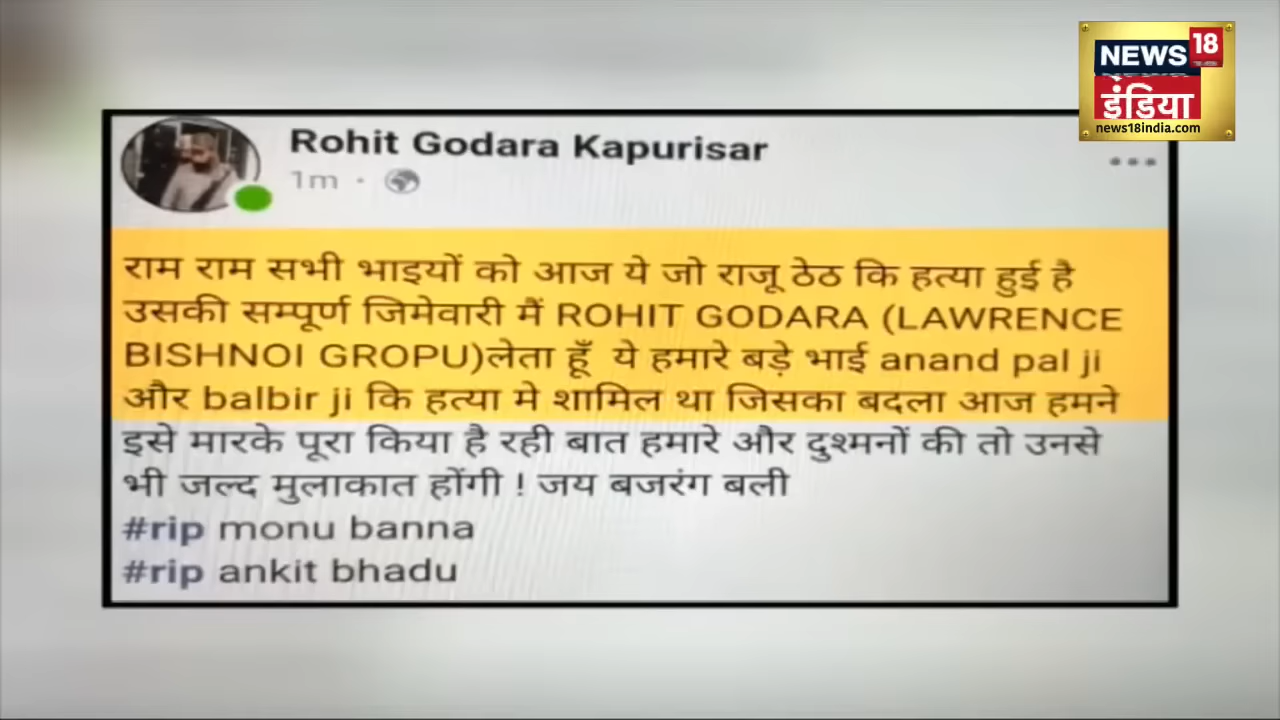 NEWS 18
इंडिया
news18india.com
Rohit Godara Kapurisar
1m ·
राम राम सभी भाइयों को आज ये जो राजू ठेठ कि हत्या हुई है
उसकी सम्पूर्ण जिमेवारी मैं ROHIT GODARA (LAWRENCE
BISHNOI GROPU)लेता हूँ ये हमारे बड़े भाई anand pal ji
और balbir ji कि हत्या मे शामिल था जिसका बदला आज हमने
इसे मारके पूरा किया है रही बात हमारे और दुश्मनों की तो उनसे
भी जल्द मुलाकात होंगी ! जय बजरंग बली
#rip monu banna
#rip ankit bhadu